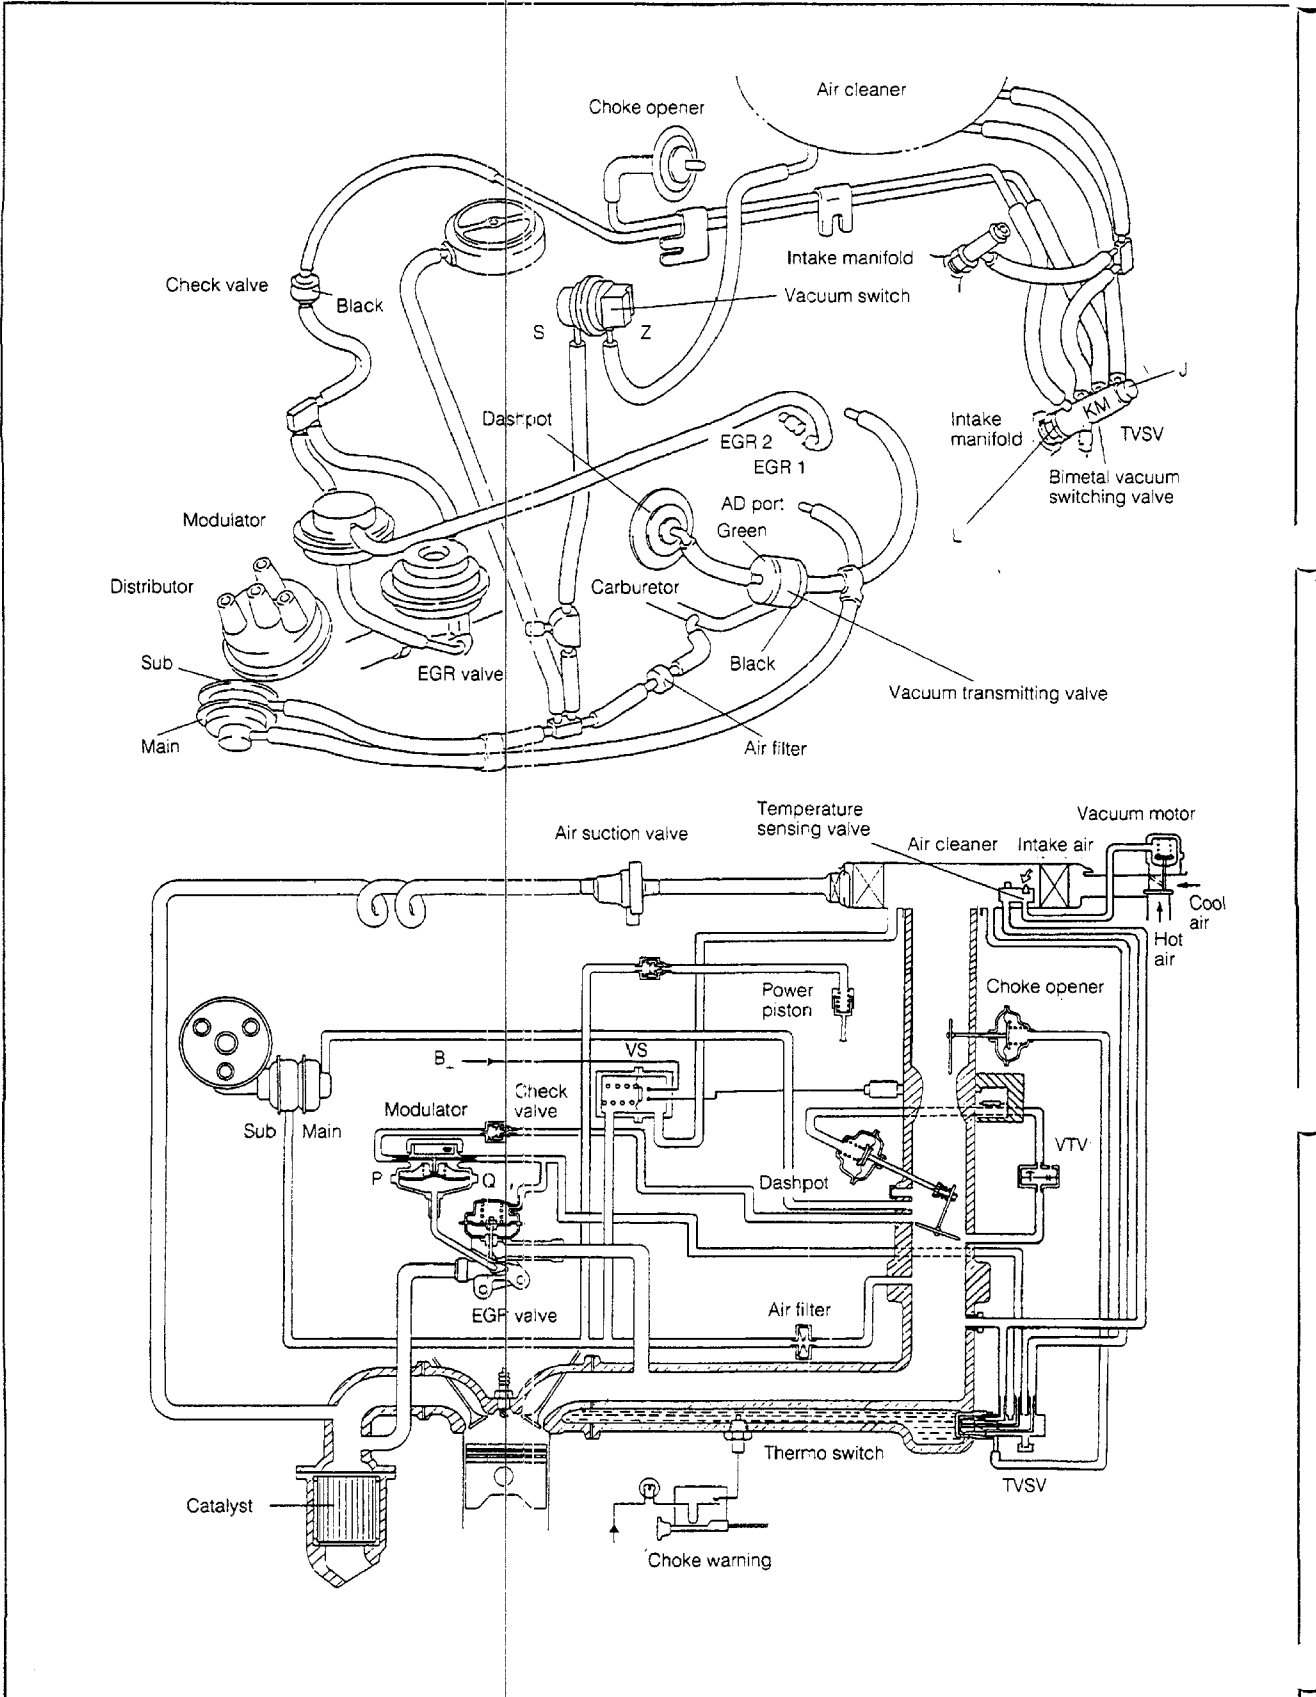 Air cleaner
Choke opener
Intake manifold
Check valve
Black
Vacuum switch
S
Z
J
Dashpot
KM
Intake
manifold
TVSV
EGR 2
EGR 1
Bimetal vacuum
switching valve
AD port
Modulator
Green
L
Distributor
Carburetor
Sub
Black
EGR valve
Vacuum transmitting valve
Main
Air filter
Temperature
sensing valve
Vacuum motor
Air suction valve
Air cleaner
Intake air
Cool
air
Hot
air
Power
piston
Choke opener
VS
B
Check
valve
Modulator
Sub
Main
VTV
P
Q
Dashpot
Air filter
EGR valve
Thermo switch
TVSV
Catalyst
Choke warning